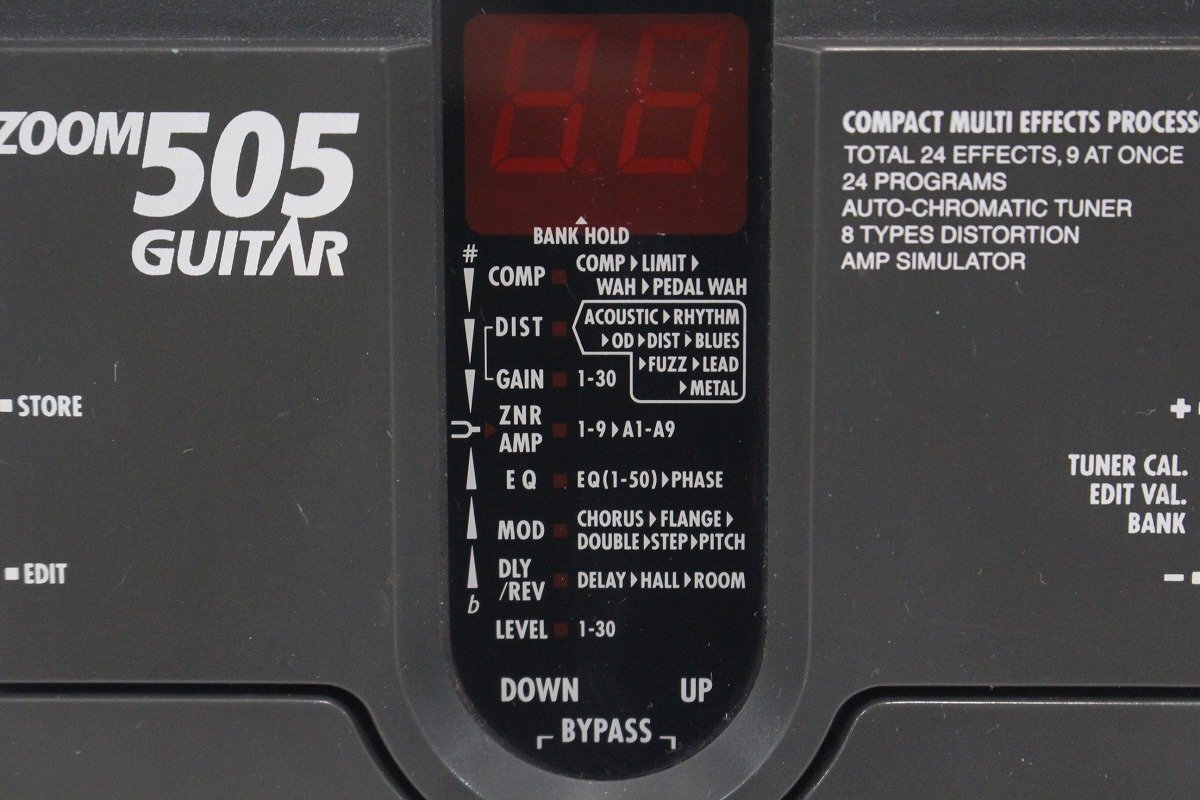 ZOOM 505
GUITAR
COMPACT MULTI EFFECTS PROCESS
TOTAL 24 EFFECTS, 9 AT ONCE
24 PROGRAMS
AUTO-CHROMATIC TUNER
8 TYPES DISTORTION
AMP SIMULATOR
BANK HOLD
#
COMP COMP▶LIMIT▶
WAH▶PEDAL WAH
DIST ACOUSTIC▶RHYTHM
▶OD▶DIST▶BLUES
▶FUZZ▶LEAD
▶METAL
GAIN 1-30
ZNR
AMP 1-9▶A1-A9
EQ EQ(1-50)▶PHASE
MOD CHORUS▶FLANGE▶
DOUBLE▶STEP▶PITCH
DLY
/REV DELAY▶HALL▶ROOM
b
LEVEL 1-30
DOWN UP
BYPASS
STORE
EDIT
+
TUNER CAL.
EDIT VAL.
BANK
−